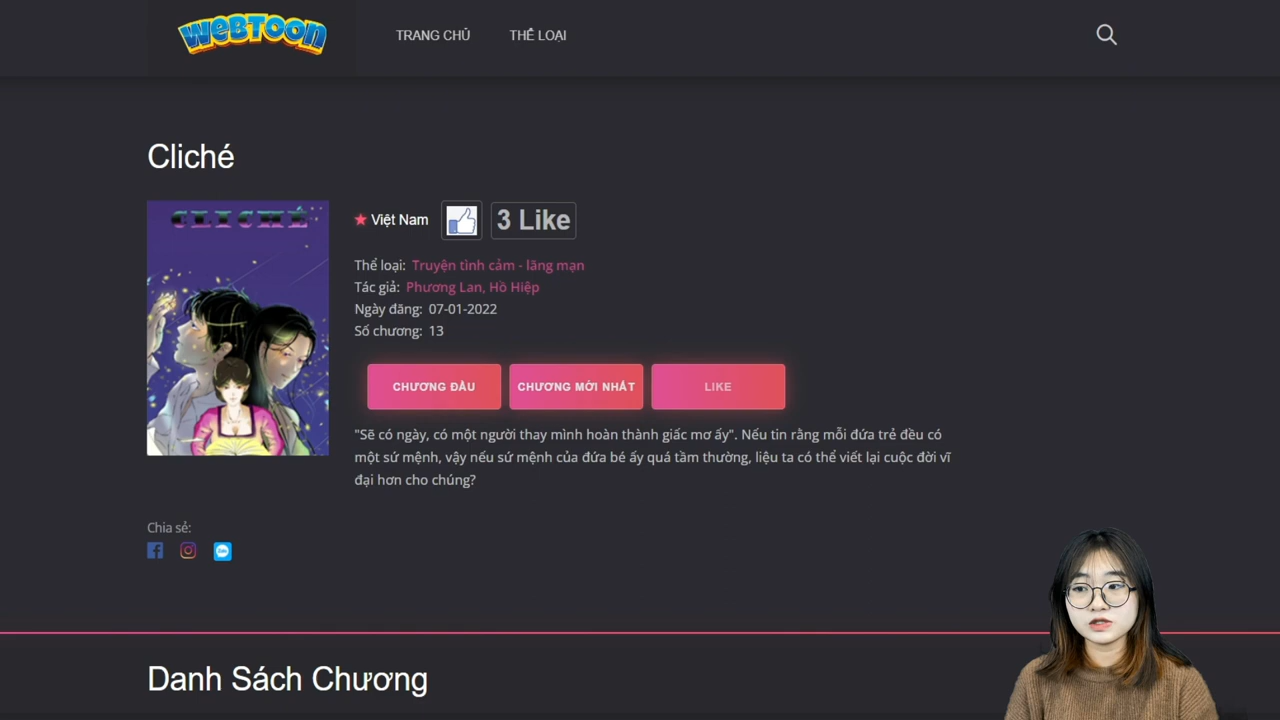 WEBTOON
TRANG CHỦ
THỂ LOẠI
Cliché
CLICHÉ
Việt Nam
3 Like
Thể loại: Truyện tình cảm - lãng mạn
Tác giả: Phương Lan, Hồ Hiệp
Ngày đăng: 07-01-2022
Số chương: 13
CHƯƠNG ĐẦU
CHƯƠNG MỚI NHẤT
LIKE
"Sẽ có ngày, có một người thay mình hoàn thành giấc mơ ấy". Nếu tin rằng mỗi đứa trẻ đều có
một sứ mệnh, vậy nếu sứ mệnh của đứa bé ấy quá tầm thường, liệu ta có thể viết lại cuộc đời vĩ
đại hơn cho chúng?
Chia sẻ:
Zalo
Danh Sách Chương